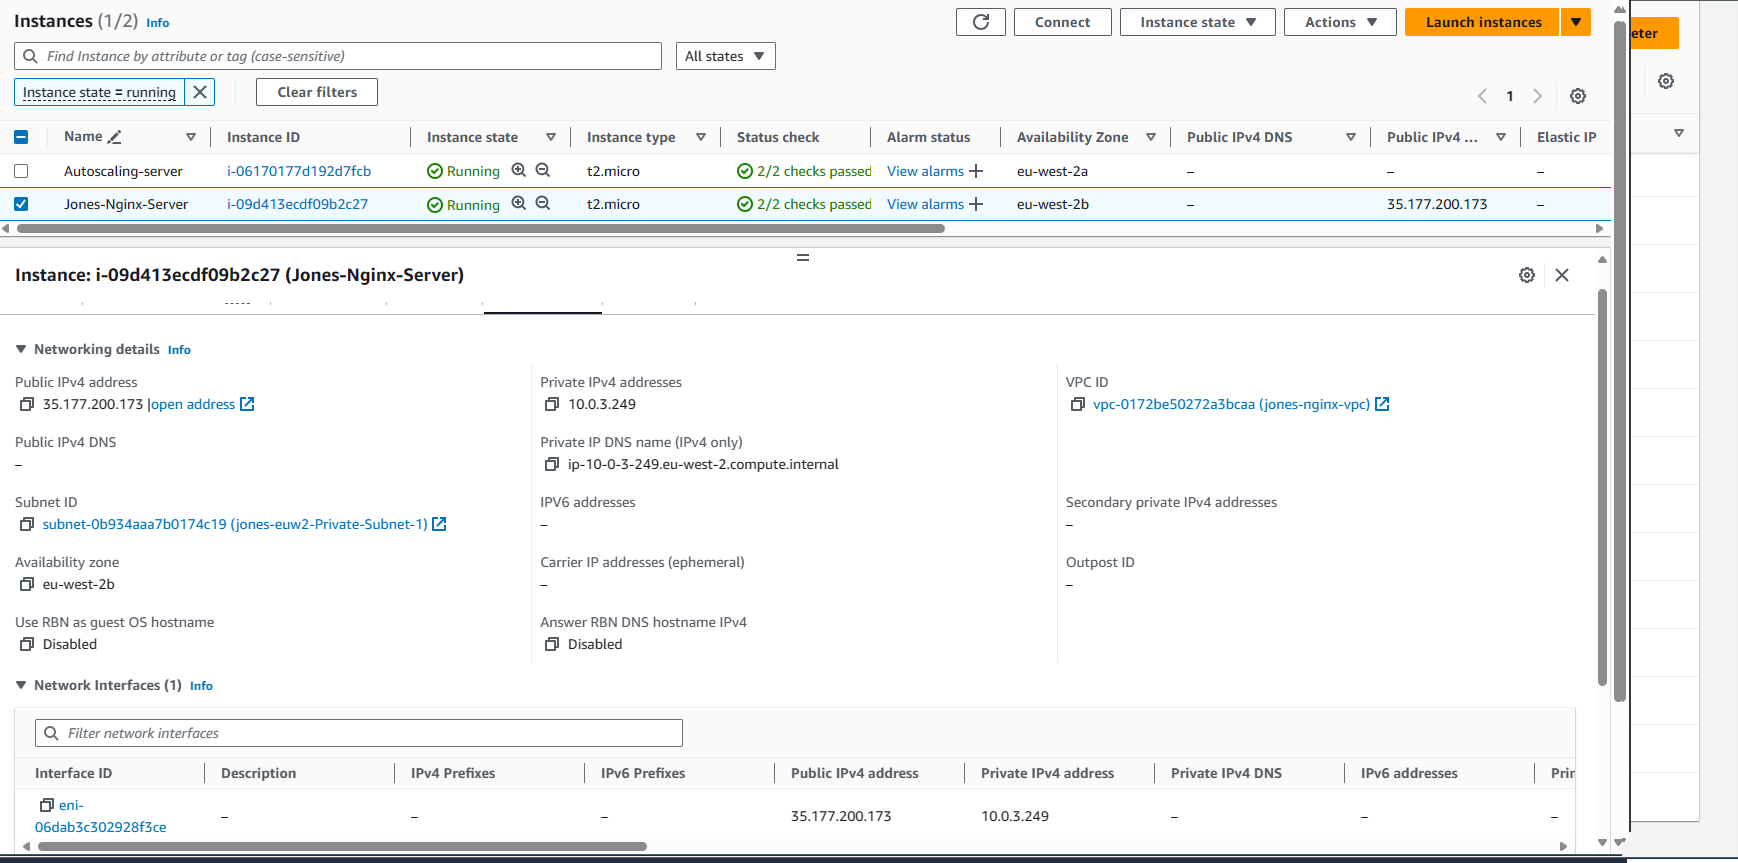 Instances (1/2) Info
Connect
Instance state
Actions
Launch instances
eter
Find Instance by attribute or tag (case-sensitive)
All states
Instance state = running
Clear filters
1
Name Instance ID Instance state Instance type Status check Alarm status Availability Zone Public IPv4 DNS Public IPv4 ... Elastic IP
Autoscaling-server i-06170177d192d7fcb Running t2.micro 2/2 checks passed View alarms + eu-west-2a – – –
Jones-Nginx-Server i-09d413ecdf09b2c27 Running t2.micro 2/2 checks passed View alarms + eu-west-2b – 35.177.200.173 –
Instance: i-09d413ecdf09b2c27 (Jones-Nginx-Server)
Networking details Info
Public IPv4 address
35.177.200.173 |open address
Private IPv4 addresses
10.0.3.249
VPC ID
vpc-0172be50272a3bcaa (jones-nginx-vpc)
Public IPv4 DNS
–
Private IP DNS name (IPv4 only)
ip-10-0-3-249.eu-west-2.compute.internal
Subnet ID
subnet-0b934aaa7b0174c19 (jones-euw2-Private-Subnet-1)
IPV6 addresses
–
Secondary private IPv4 addresses
–
Availability zone
eu-west-2b
Carrier IP addresses (ephemeral)
–
Outpost ID
–
Use RBN as guest OS hostname
Disabled
Answer RBN DNS hostname IPv4
Disabled
Network Interfaces (1) Info
Filter network interfaces
Interface ID Description IPv4 Prefixes IPv6 Prefixes Public IPv4 address Private IPv4 address Private IPv4 DNS IPv6 addresses Prin
eni-
06dab3c302928f3ce – – – 35.177.200.173 10.0.3.249 – – –